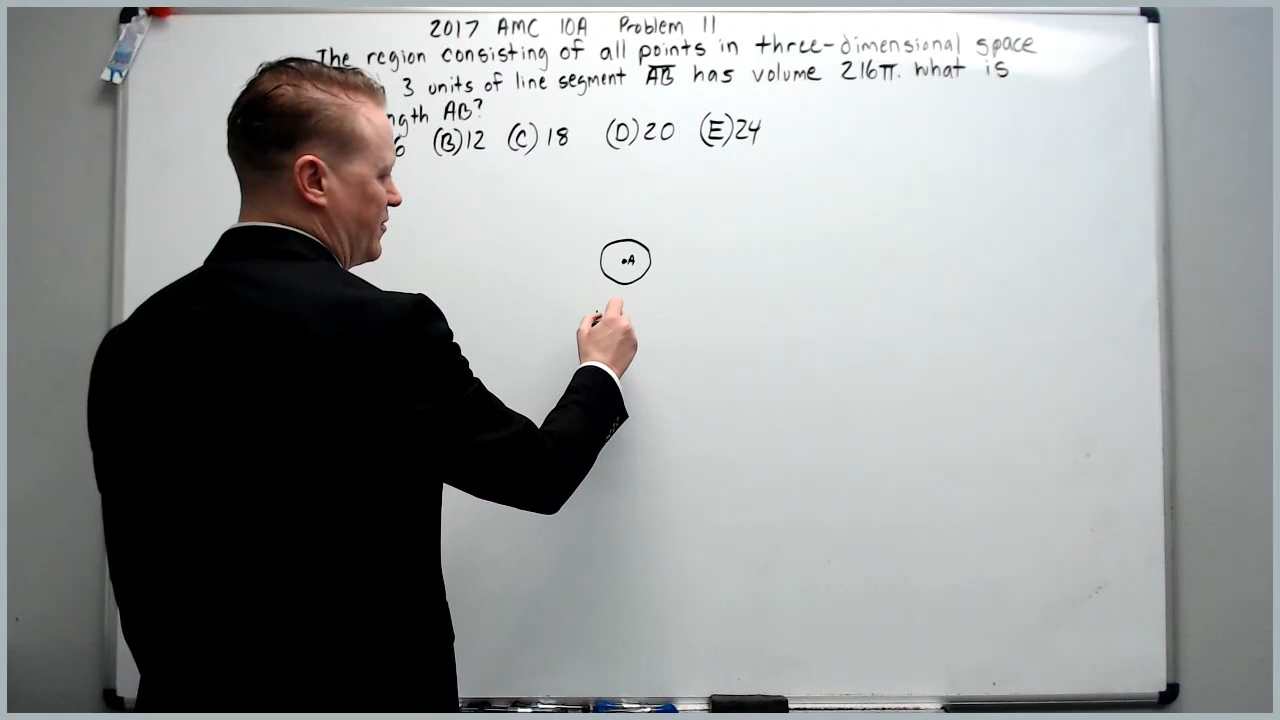 2017 AMC 10A Problem 11
The region consisting of all points in three-dimensional space
3 units of line segment AB has volume 216π. What is
AB?
6 (B)12 (C)18 (D)20 (E)24
A